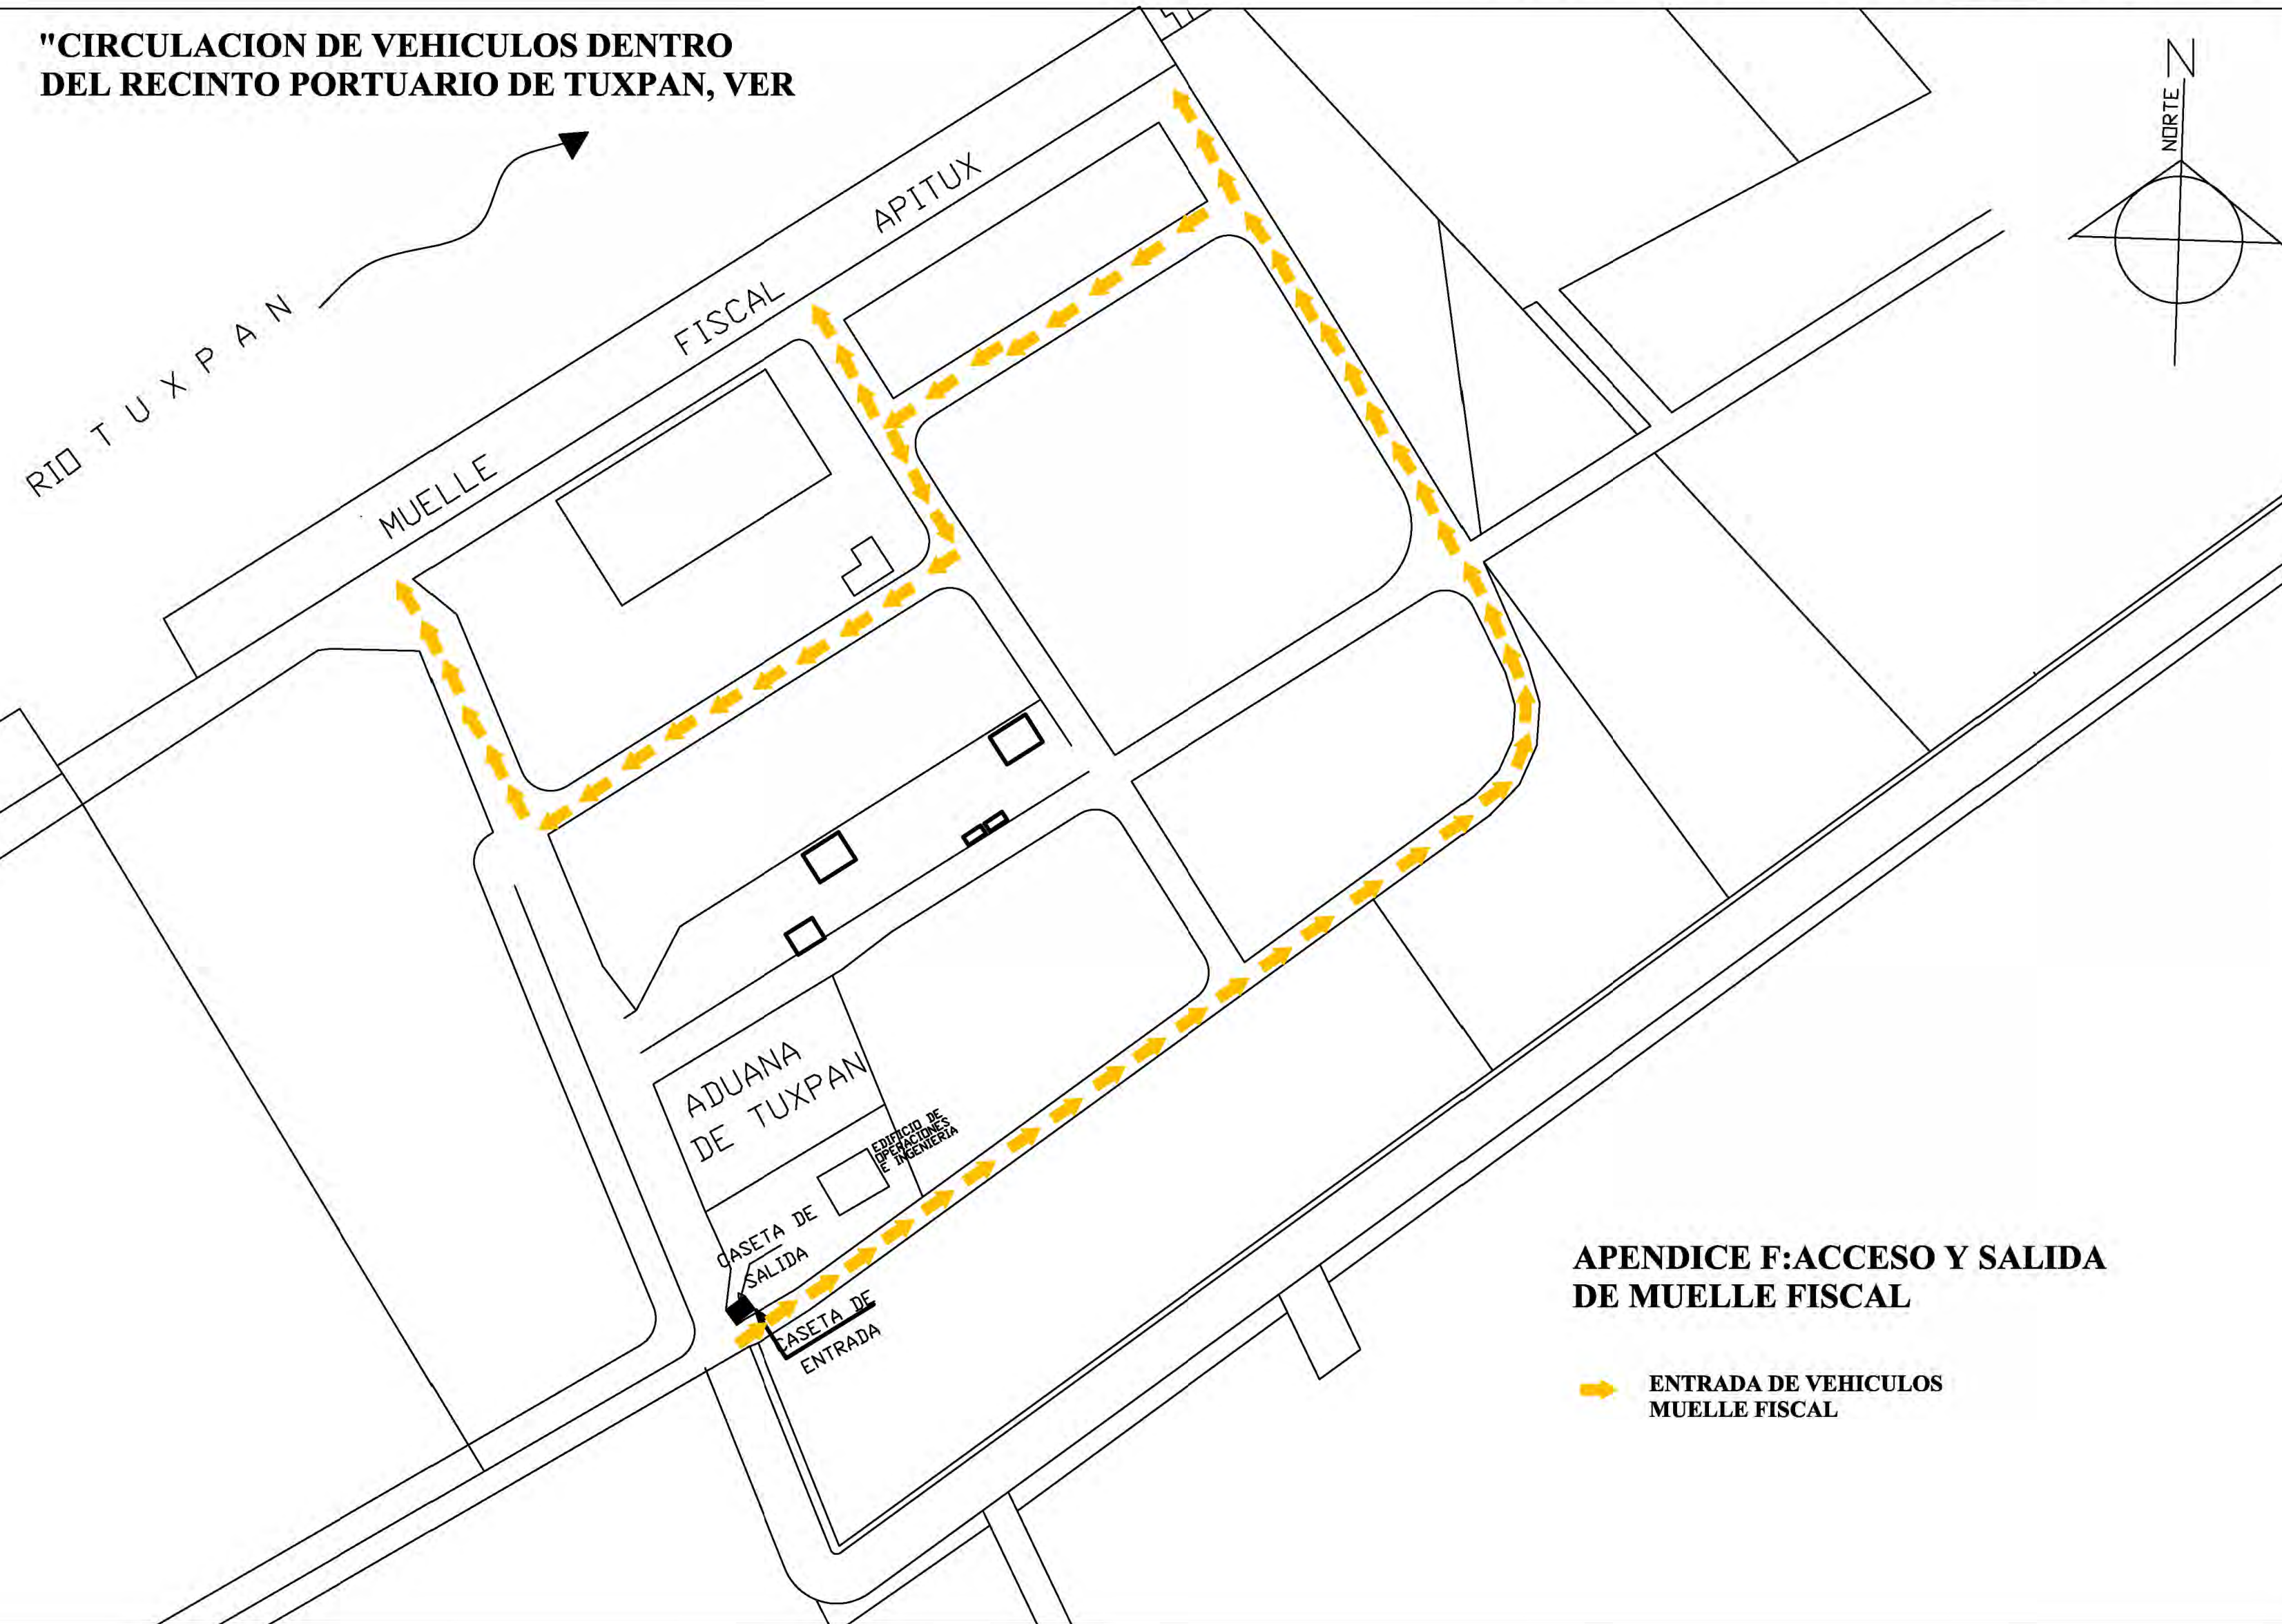 "CIRCULACION DE VEHICULOS DENTRO
DEL RECINTO PORTUARIO DE TUXPAN, VER
N
NORTE
RIO TUXPAN
MUELLE FISCAL APITUX
ADUANA
DE TUXPAN
EDIFICIO DE
OPERACIONES
E INGENIERIA
CASETA DE
SALIDA
CASETA DE
ENTRADA
APENDICE F:ACCESO Y SALIDA
DE MUELLE FISCAL
ENTRADA DE VEHICULOS
MUELLE FISCAL